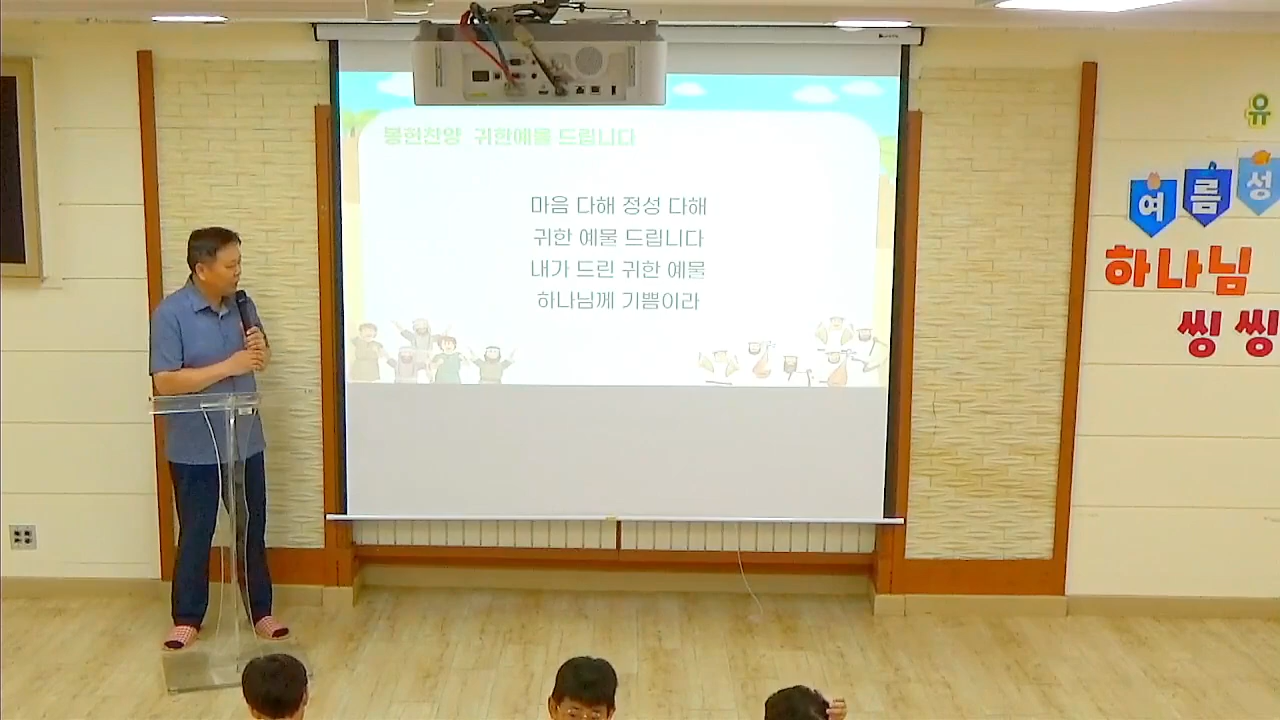 봉헌찬양 귀한예물 드립니다
마음 다해 정성 다해
귀한 예물 드립니다
내가 드린 귀한 예물
하나님께 기쁨이라
유
여름성
하나님
씽씽